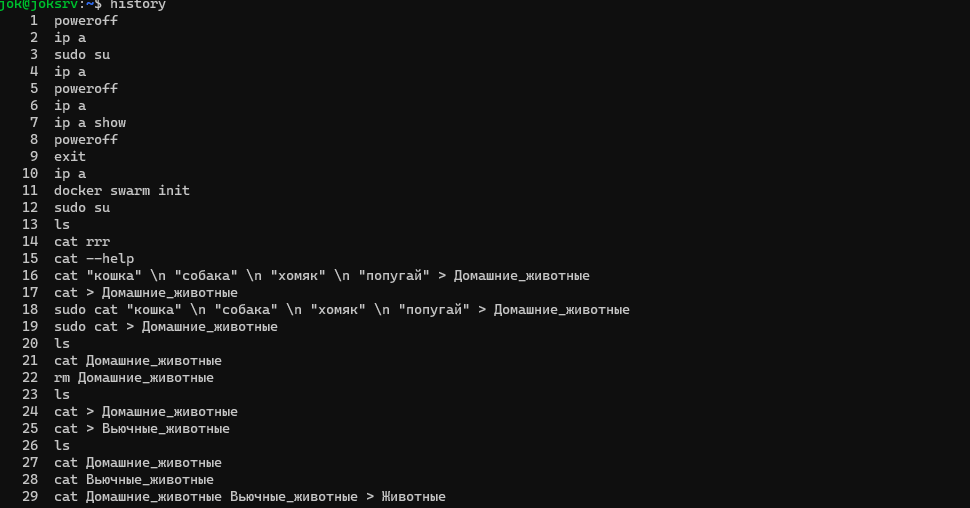 jok@joksrv:~$ history
1 poweroff
2 ip a
3 sudo su
4 ip a
5 poweroff
6 ip a
7 ip a show
8 poweroff
9 exit
10 ip a
11 docker swarm init
12 sudo su
13 ls
14 cat rrr
15 cat --help
16 cat "кошка" \n "собака" \n "хомяк" \n "попугай" > Домашние_животные
17 cat > Домашние_животные
18 sudo cat "кошка" \n "собака" \n "хомяк" \n "попугай" > Домашние_животные
19 sudo cat > Домашние_животные
20 ls
21 cat Домашние_животные
22 rm Домашние_животные
23 ls
24 cat > Домашние_животные
25 cat > Вьючные_животные
26 ls
27 cat Домашние_животные
28 cat Вьючные_животные
29 cat Домашние_животные Вьючные_животные > Животные